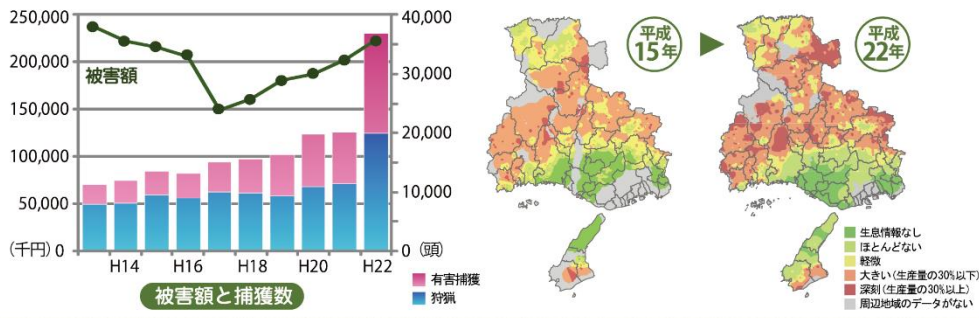 250,000
200,000
150,000
100,000
50,000
(千円) 0
被害額
40,000
30,000
20,000
10,000
0 (頭)
H14 H16 H18 H20 H22
有害捕獲
狩猟
被害額と捕獲数
平成
15年
平成
22年
生息情報なし
ほとんどない
軽微
大きい(生産量の30%以下)
深刻(生産量の30%以上)
周辺地域のデータがない